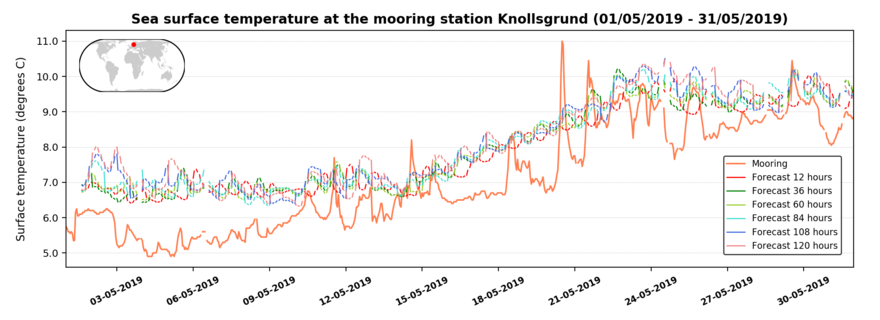 Sea surface temperature at the mooring station Knollsgrund (01/05/2019 - 31/05/2019)
Surface temperature (degrees C)
11.0
10.0
9.0
8.0
7.0
6.0
5.0
Mooring
Forecast 12 hours
Forecast 36 hours
Forecast 60 hours
Forecast 84 hours
Forecast 108 hours
Forecast 120 hours
03-05-2019
06-05-2019
09-05-2019
12-05-2019
15-05-2019
18-05-2019
21-05-2019
24-05-2019
27-05-2019
30-05-2019